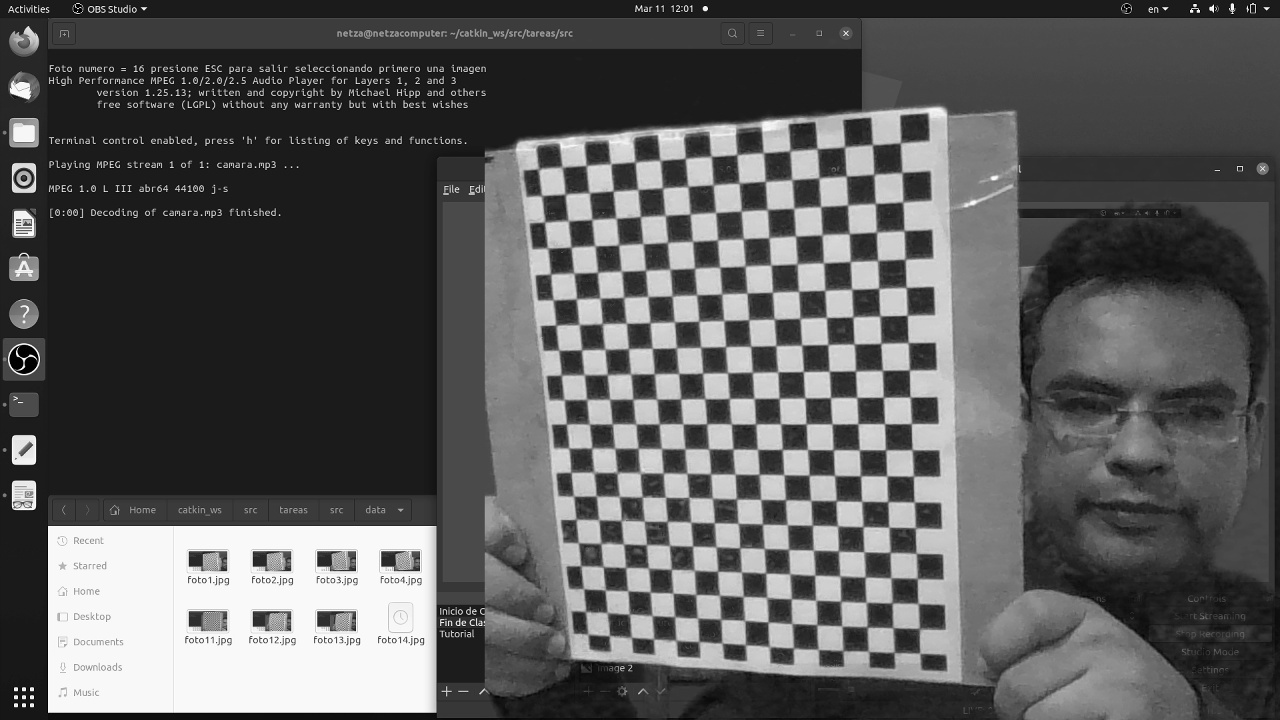 Activities
OBS Studio
Mar 11 12:01
en
netza@netzacomputer: ~/catkin_ws/src/tareas/src
Foto numero = 16 presione ESC para salir seleccionando primero una imagen
High Performance MPEG 1.0/2.0/2.5 Audio Player for Layers 1, 2 and 3
version 1.25.13; written and copyright by Michael Hipp and others
free software (LGPL) without any warranty but with best wishes
Terminal control enabled, press 'h' for listing of keys and functions.
Playing MPEG stream 1 of 1: camara.mp3 ...
MPEG 1.0 L III abr64 44100 j-s
[0:00] Decoding of camara.mp3 finished.
File
Home catkin_ws src tareas src data
Recent
Starred
Home
Desktop
Documents
Downloads
Music
foto1.jpg foto2.jpg foto3.jpg foto4.jpg
foto11.jpg foto12.jpg foto13.jpg foto14.jpg
Inicio de
Fin de
Tutorial
Image 2
Controls
Streaming
Stop Recording
Studio Mode
Settings